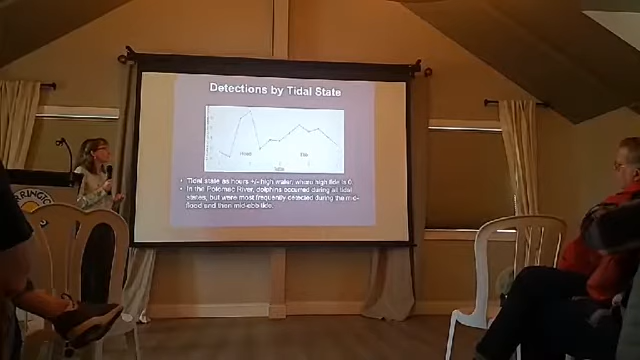 Detections by Tidal State
• Tidal state as hours +/- high water, where high tide is 0.
• In the Potomac River, dolphins occurred during all tidal
states, but were most frequently detected during the mid-
flood and then mid-ebb tide.